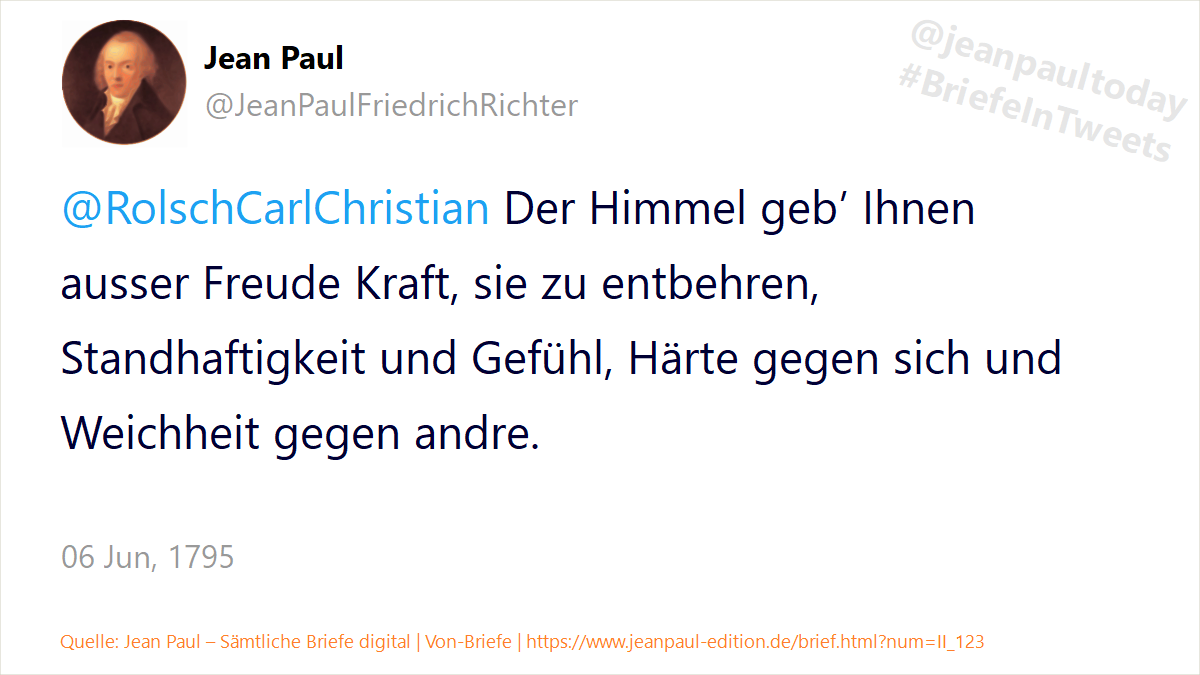 Jean Paul
@JeanPaulFriedrichRichter
@jeanpaultoday
#BriefeInTweets
@RolschCarlChristian Der Himmel geb’ Ihnen
ausser Freude Kraft, sie zu entbehren,
Standhaftigkeit und Gefühl, Härte gegen sich und
Weichheit gegen andre.
06 Jun, 1795
Quelle: Jean Paul – Sämtliche Briefe digital | Von-Briefe | https://www.jeanpaul-edition.de/brief.html?num=II_123